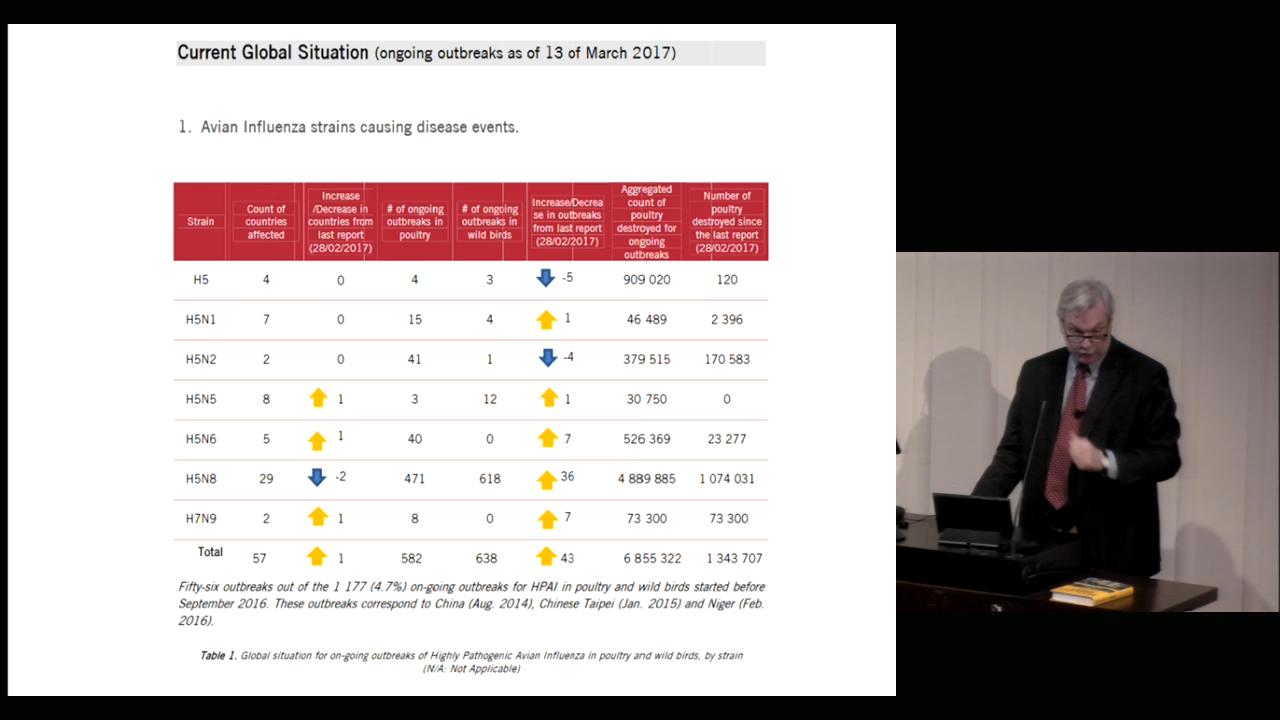 Current Global Situation (ongoing outbreaks as of 13 of March 2017)
1. Avian Influenza strains causing disease events.
Strain
Count of
countries
affected
Increase
/Decrease in
countries from
last report
(28/02/2017)
# of ongoing
outbreaks in
poultry
# of ongoing
outbreaks in
wild birds
Increase/Decrea
se in outbreaks
from last report
(28/02/2017)
Aggregated
count of
poultry
destroyed for
ongoing
outbreaks
Number of
poultry
destroyed since
the last report
(28/02/2017)
H5 4 0 4 3 -5 909 020 120
H5N1 7 0 15 4 1 46 489 2 396
H5N2 2 0 41 1 -4 379 515 170 583
H5N5 8 1 3 12 1 30 750 0
H5N6 5 1 40 0 7 526 369 23 277
H5N8 29 -2 471 618 36 4 889 885 1 074 031
H7N9 2 1 8 0 7 73 300 73 300
Total 57 1 582 638 43 6 855 322 1 343 707
Fifty-six outbreaks out of the 1 177 (4.7%) on-going outbreaks for HPAI in poultry and wild birds started before
September 2016. These outbreaks correspond to China (Aug. 2014), Chinese Taipei (Jan. 2015) and Niger (Feb.
2016).
Table 1. Global situation for on-going outbreaks of Highly Pathogenic Avian Influenza in poultry and wild birds, by strain
(N/A: Not Applicable)